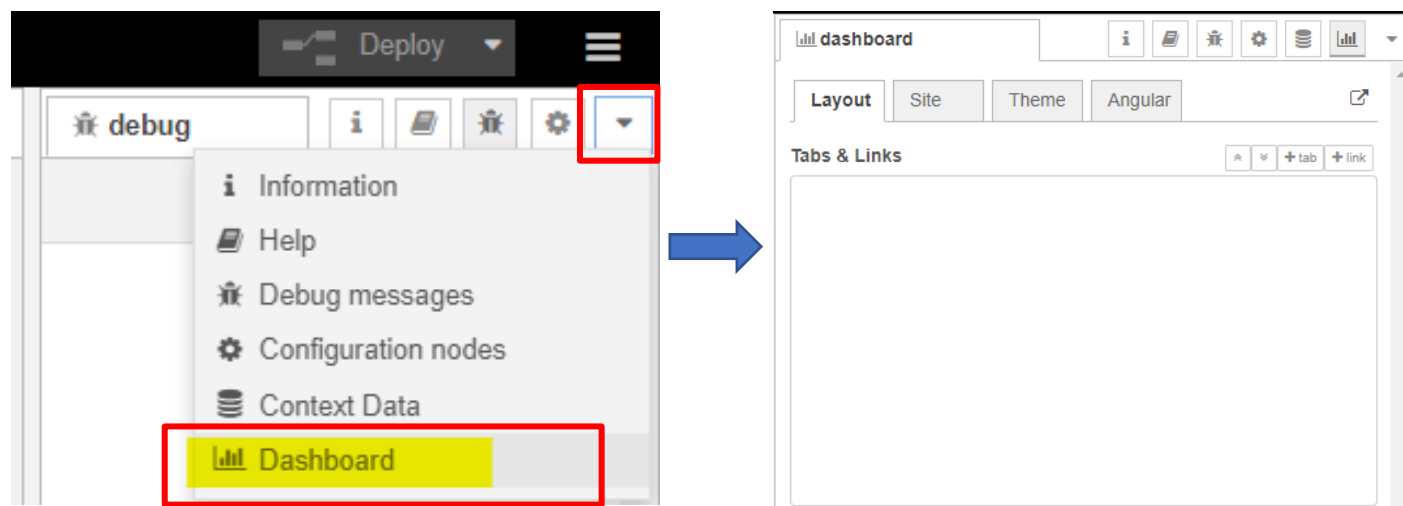 Deploy
debug
i
Information
Help
Debug messages
Configuration nodes
Context Data
Dashboard
dashboard
i
Layout Site Theme Angular
Tabs & Links
+ tab + link